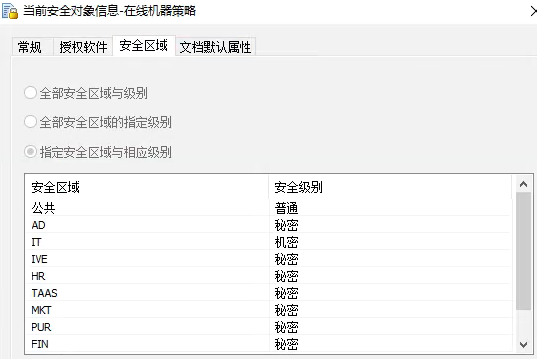 当前安全对象信息-在线机器策略
常规 授权软件 安全区域 文档默认属性
全部安全区域与级别
全部安全区域的指定级别
指定安全区域与相应级别
安全区域 安全级别
公共 普通
AD 秘密
IT 机密
IVE 秘密
HR 秘密
TAAS 秘密
MKT 秘密
PUR 秘密
FIN 秘密